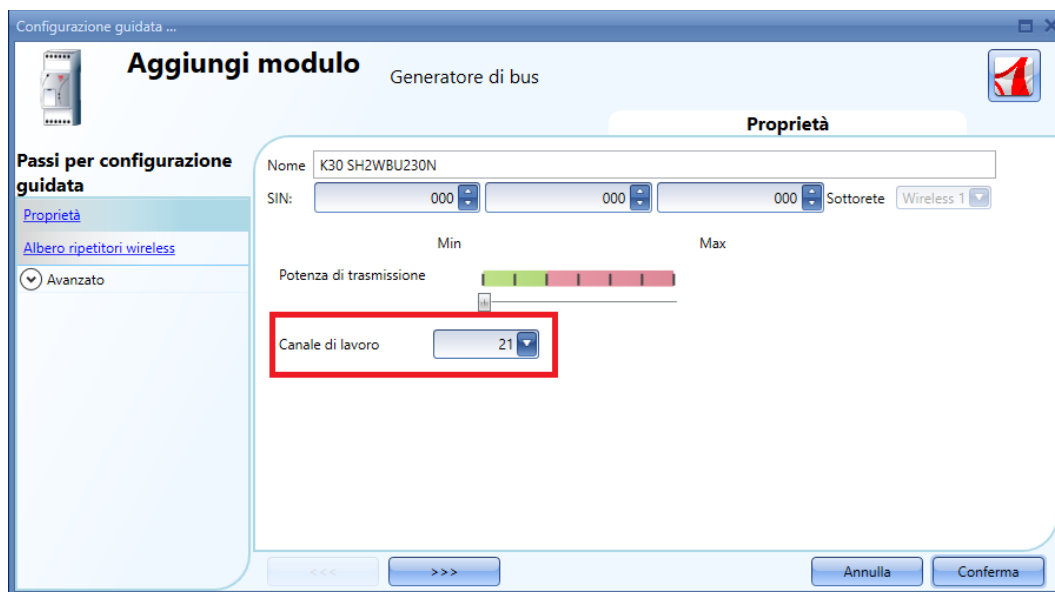 Configurazione guidata ...
Aggiungi modulo
Generatore di bus
Proprietà
Passi per configurazione
guidata
Proprietà
Albero ripetitori wireless
Avanzato
Nome K30 SH2WBU230N
SIN: 000 000 000 Sottorete Wireless 1
Min Max
Potenza di trasmissione
Canale di lavoro 21
<<< >>> Annulla Conferma